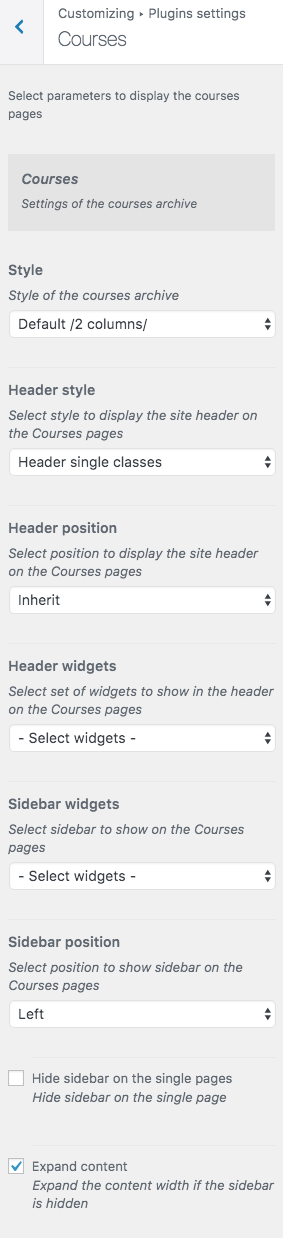 Customizing ▸ Plugins settings
Courses
Select parameters to display the courses
pages
Courses
Settings of the courses archive
Style
Style of the courses archive
Default /2 columns/
Header style
Select style to display the site header on
the Courses pages
Header single classes
Header position
Select position to display the site header
on the Courses pages
Inherit
Header widgets
Select set of widgets to show in the header
on the Courses pages
- Select widgets -
Sidebar widgets
Select sidebar to show on the Courses
pages
- Select widgets -
Sidebar position
Select position to show sidebar on the
Courses pages
Left
Hide sidebar on the single pages
Hide sidebar on the single page
Expand content
Expand the content width if the sidebar
is hidden